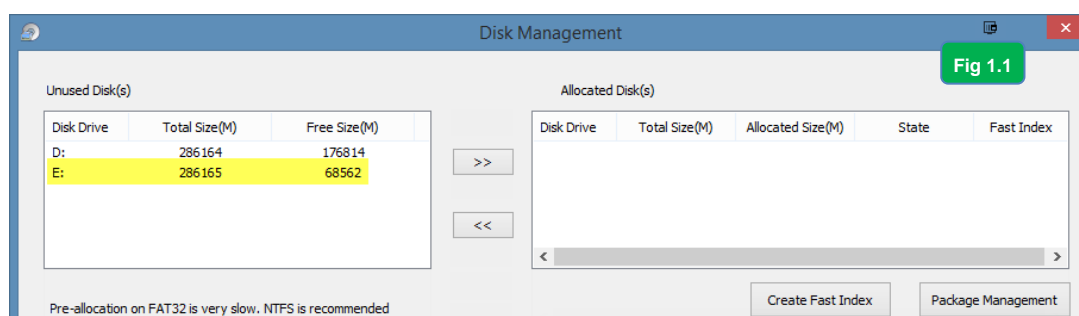 Disk Management
Fig 1.1
Unused Disk(s)
Allocated Disk(s)
Disk Drive Total Size(M) Free Size(M)
D: 286164 176814
E: 286165 68562
>>
<<
Disk Drive Total Size(M) Allocated Size(M) State Fast Index
Create Fast Index
Package Management
Pre-allocation on FAT32 is very slow. NTFS is recommended